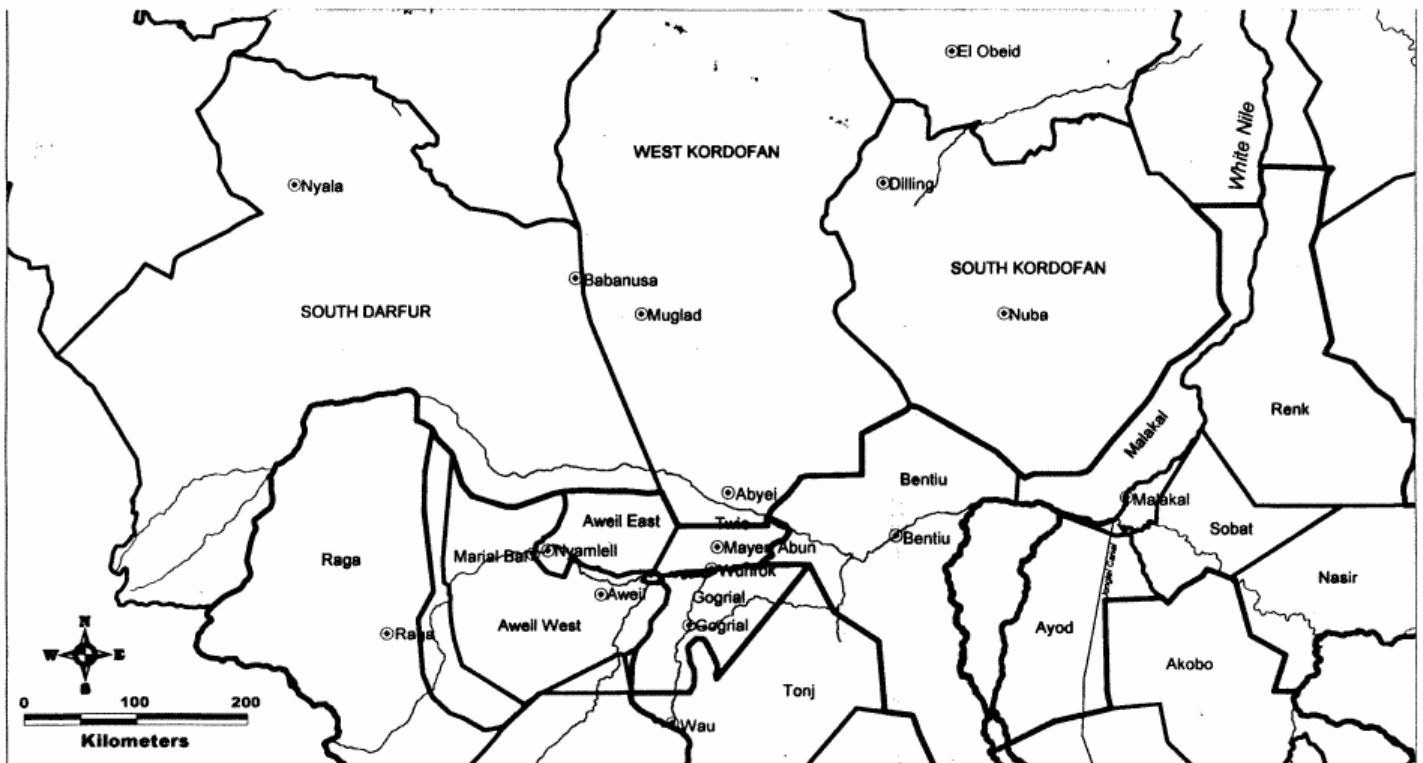 El Obeid
WEST KORDOFAN
White Nile
Nyala
Dilling
SOUTH KORDOFAN
Babanusa
SOUTH DARFUR
Muglad
Nuba
Renk
Malakal
Bentiu
Abyei
Malakal
Aweil East
Twic
Sobat
Bentiu
Raga
Marial Bai
Nyamlell
Mayen Abun
Wunrok
Nasir
Jonglei Canal
Aweil
Gogrial
Aweil West
Gogrial
Ayod
Raga
Akobo
Tonj
Wau
N
W E
S
0 100 200
Kilometers